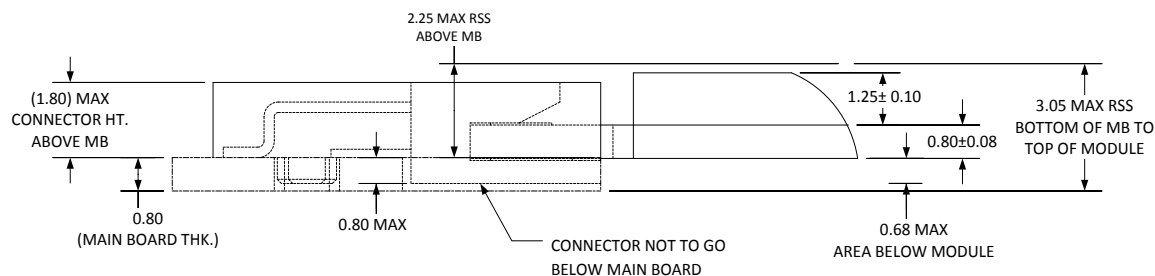 2.25 MAX RSS
ABOVE MB
(1.80) MAX
CONNECTOR HT.
ABOVE MB
1.25± 0.10
0.80±0.08
3.05 MAX RSS
BOTTOM OF MB TO
TOP OF MODULE
0.80
(MAIN BOARD THK.)
0.80 MAX
CONNECTOR NOT TO GO
BELOW MAIN BOARD
0.68 MAX
AREA BELOW MODULE